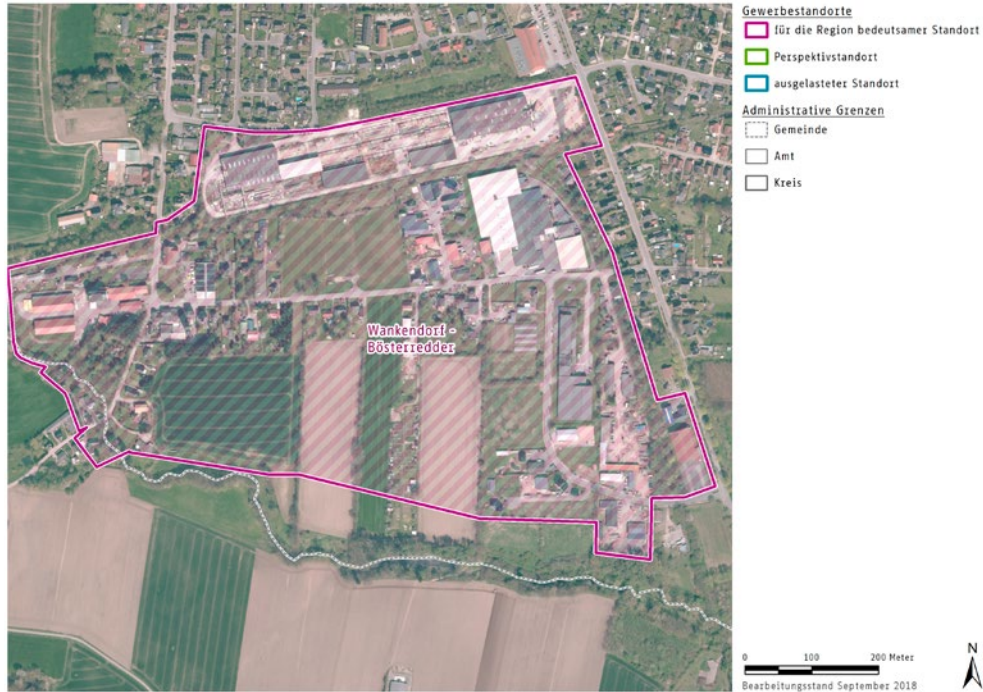 Gewerbestandorte
für die Region bedeutsamer Standort
Perspektivstandort
ausgelasteter Standort
Administrative Grenzen
Gemeinde
Amt
Kreis
Wankendorf -
Bösterredder
N
0 100 200 Meter
Bearbeitungsstand September 2018